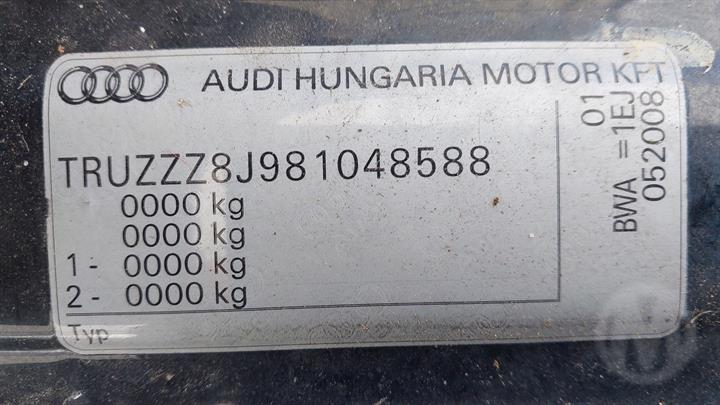 AUDI HUNGARIA MOTOR KFT
TRUZZZ8J981048588
0000 kg
0000 kg
1 - 0000 kg
2 - 0000 kg
Typ
01
BWA =1EJ
052008